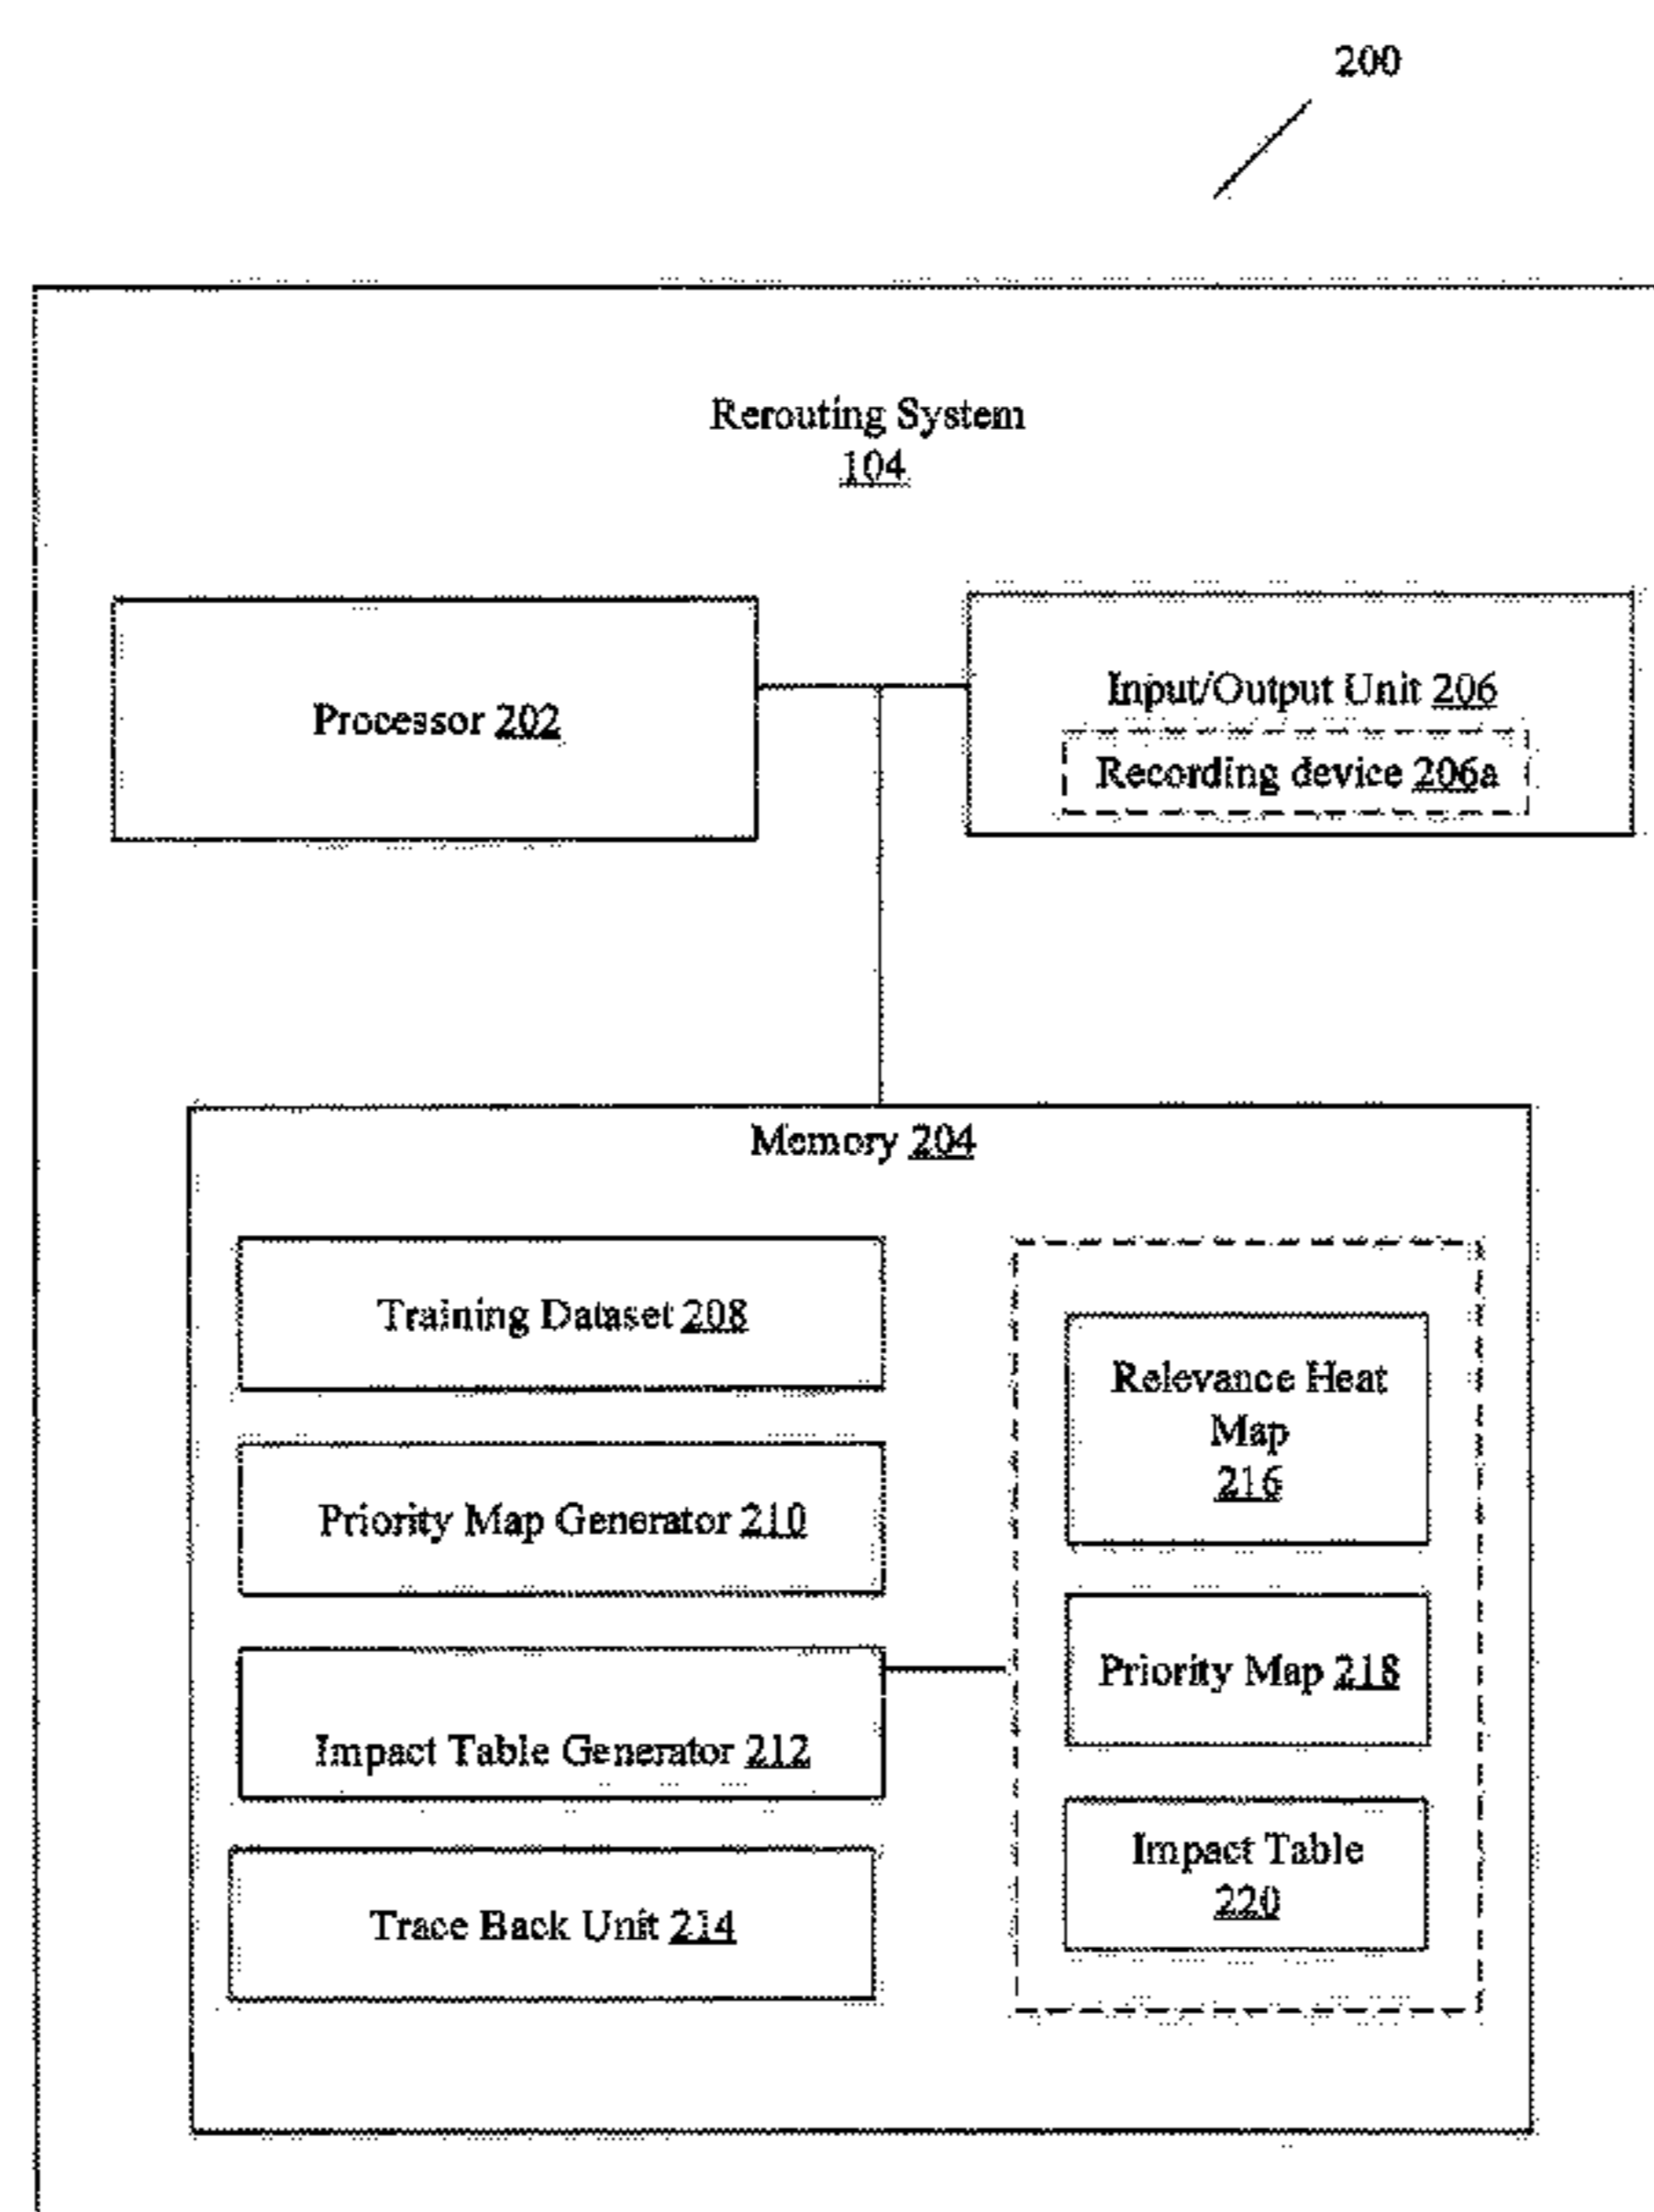 200
Rerouting System
104
Processor 202
Input/Output Unit 206
Recording device 206a
Memory 204
Training Dataset 208
Priority Map Generator 210
Impact Table Generator 212
Trace Back Unit 214
Relevance Heat
Map
216
Priority Map 218
Impact Table
220